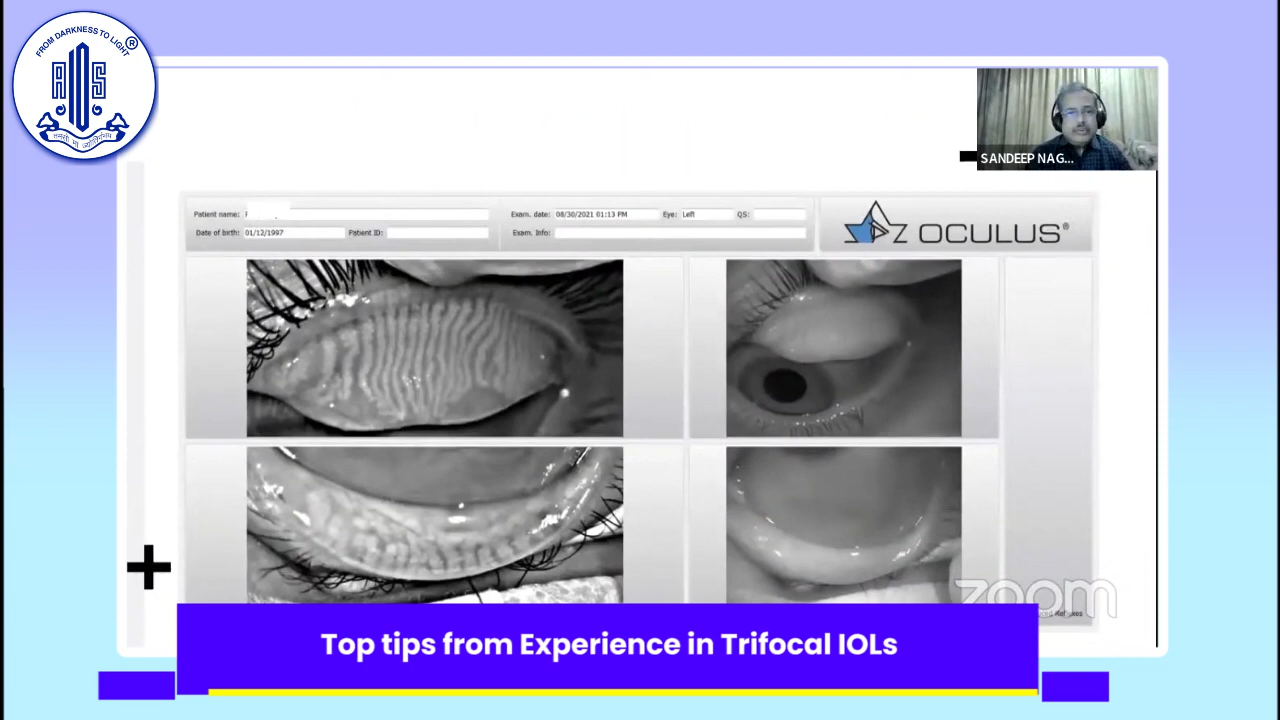 FROM DARKNESS TO LIGHT
®
AIOS
SANDEEP NAG...
Patient name:
Exam. date: 08/30/2021 01:13 PM Eye: Left QS:
Date of birth: 01/12/1997 Patient ID:
Exam. Info:
OCULUS®
zoom
Top tips from Experience in Trifocal IOLs